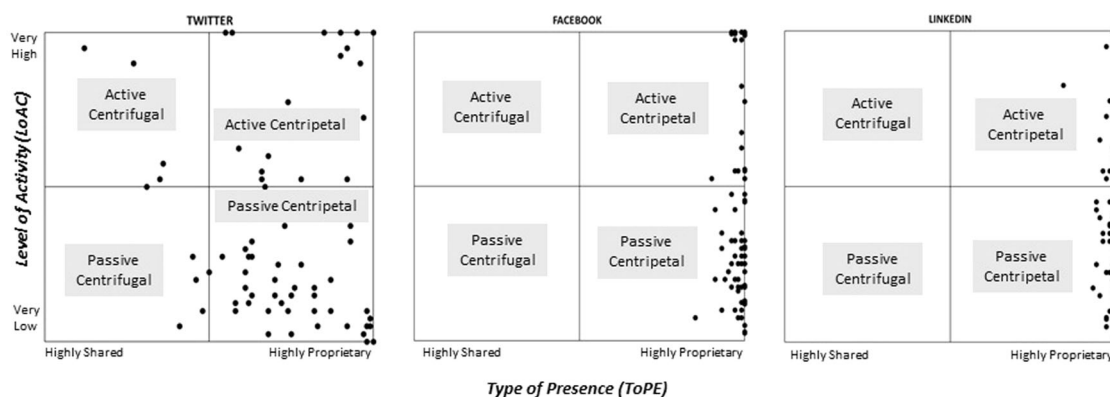 TWITTER
FACEBOOK
LINKEDIN
Very
High
Level of Activity (LoAC)
Very
Low
Active
Centrifugal
Active Centripetal
Passive Centripetal
Passive
Centrifugal
Active
Centrifugal
Active
Centripetal
Passive
Centrifugal
Passive
Centripetal
Active
Centrifugal
Active
Centripetal
Passive
Centrifugal
Passive
Centripetal
Highly Shared
Highly Proprietary
Highly Shared
Highly Proprietary
Highly Shared
Highly Proprietary
Type of Presence (ToPE)